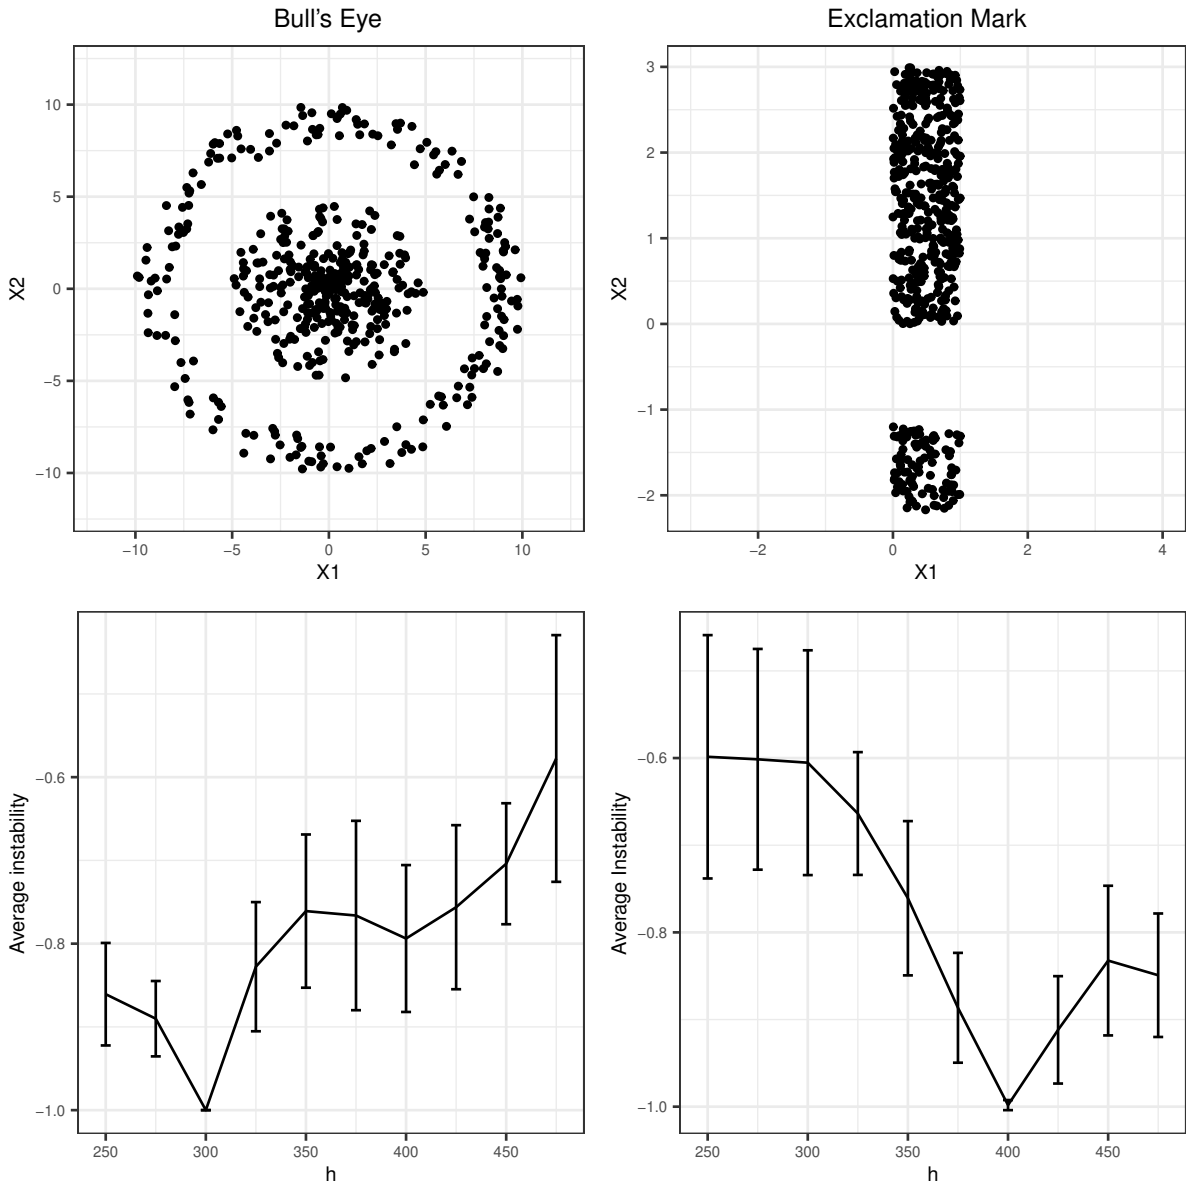 Bull's Eye
Exclamation Mark
10
5
0
−5
−10
X2
−10 −5 0 5 10
X1
3
2
1
0
−1
−2
X2
−2 0 2 4
X1
−0.6
−0.8
−1.0
Average instability
250 300 350 400 450
h
−0.6
−0.8
−1.0
Average Instability
250 300 350 400 450
h